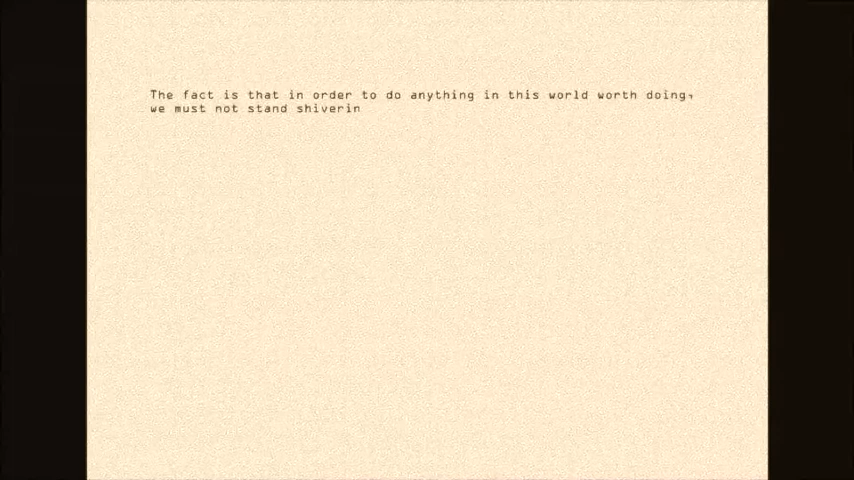 The fact is that in order to do anything in this world worth doing,
we must not stand shiverin